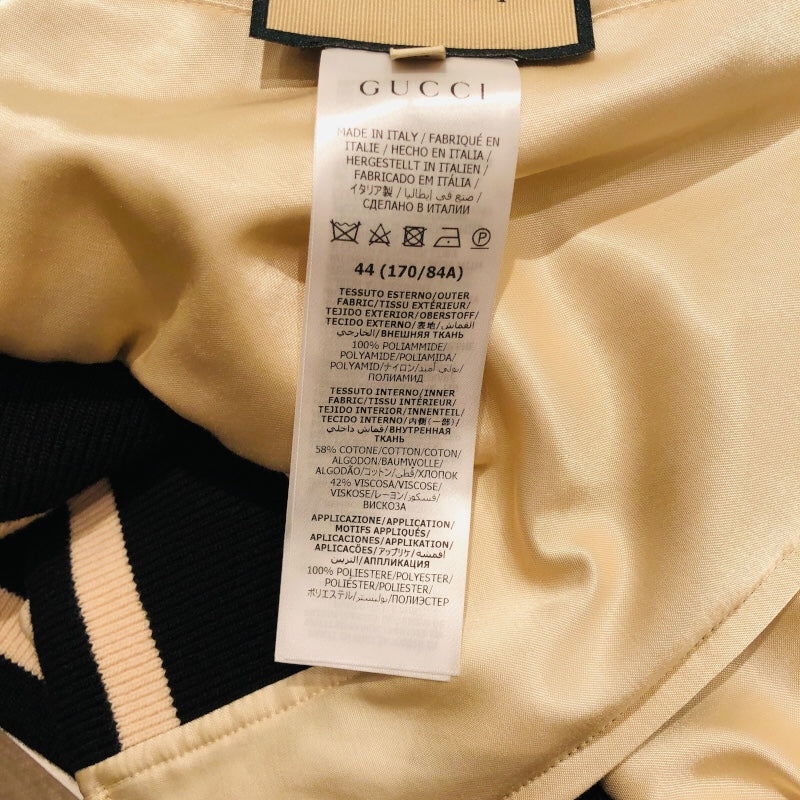 GUCCI
MADE IN ITALY / FABRIQUÉ EN
ITALIE / HECHO EN ITALIA /
HERGESTELLT IN ITALIEN /
FABRICADO EM ITÁLIA /
イタリア製 / صنع في إيطاليا /
СДЕЛАНО В ИТАЛИИ
P
44 (170/84A)
TESSUTO ESTERNO/OUTER
FABRIC/TISSU EXTÉRIEUR/
TEJIDO EXTERIOR/OBERSTOFF/
TECIDO EXTERNO/表地/القماش
الخارجي/ВНЕШНЯЯ ТКАНЬ
100% POLIAMMIDE/
POLYAMIDE/POLIAMIDA/
POLYAMID/ナイロン/بولي أميد/
ПОЛИАМИД
TESSUTO INTERNO/INNER
FABRIC/TISSU INTÉRIEUR/
TEJIDO INTERIOR/INNENTEIL/
TECIDO INTERNO/内側(一部)/
قماش داخلي/ВНУТРЕННЯЯ
ТКАНЬ
58% COTONE/COTTON/COTON/
ALGODON/BAUMWOLLE/
ALGODÃO/コットン/قطن/ХЛОПОК
42% VISCOSA/VISCOSE/
VISKOSE/レーヨン/فسكوز/
ВИСКОЗА
APPLICAZIONE/APPLICATION/
MOTIFS APPLIQUÉS/
APLICACIONES/APPLIKATION/
APLICAÇÕES/アップリケ/أقمشة
الترس/АППЛИКАЦИЯ
100% POLIESTERE/POLYESTER/
POLIÉSTER/POLIESTER/
ポリエステル/بوليستر/ПОЛИЭСТЕР